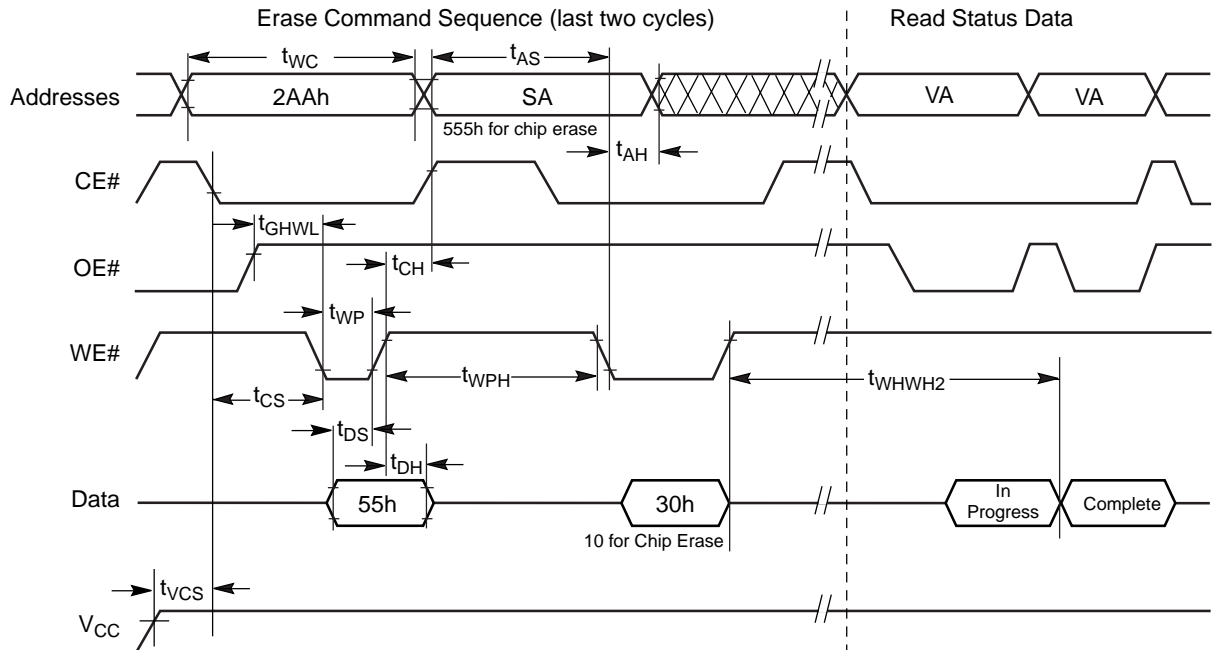 Erase Command Sequence (last two cycles)
Read Status Data
tWC
tAS
Addresses
2AAh
SA
VA
VA
555h for chip erase
tAH
CE#
tGHWL
OE#
tCH
tWP
WE#
tWPH
tWHWH2
tCS
tDS
tDH
Data
55h
30h
In
Progress
Complete
10 for Chip Erase
tVCS
VCC